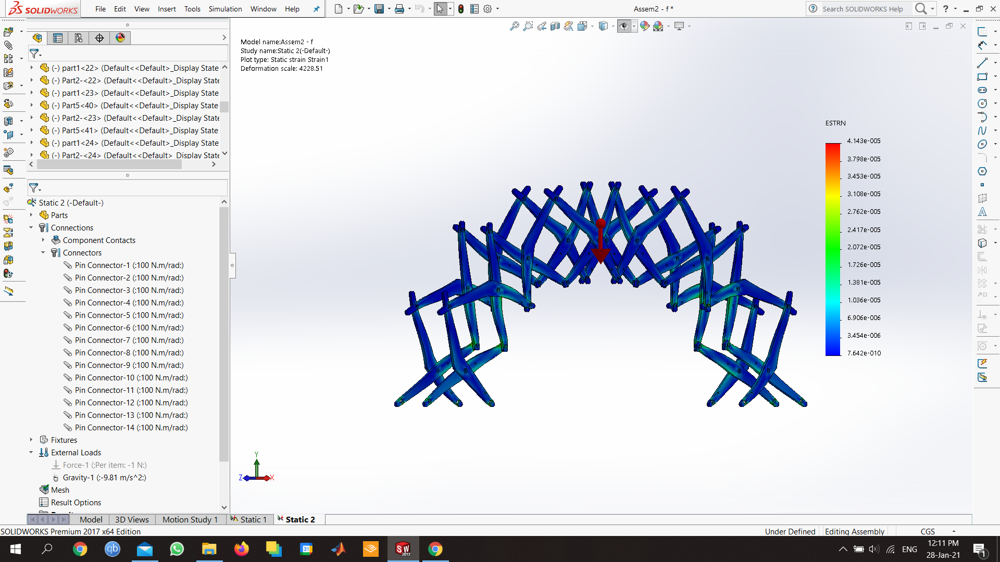 SOLIDWORKS
File Edit View Insert Tools Simulation Window Help
Assem2 - f *
Search SOLIDWORKS Help
(-) part1<22> (Default<<Default>_Display State
(-) Part2-<22> (Default<<Default>_Display State
(-) part1<23> (Default<<Default>_Display State
(-) Part5<40> (Default<<Default>_Display State
(-) Part2-<23> (Default<<Default>_Display State
(-) Part5<41> (Default<<Default>_Display State
(-) part1<24> (Default<<Default>_Display State
(-) Part2-<24> (Default<<Default>_Display State
Static 2 (-Default-)
Parts
Connections
Component Contacts
Connectors
Pin Connector-1 (:100 N.m/rad:)
Pin Connector-2 (:100 N.m/rad:)
Pin Connector-3 (:100 N.m/rad:)
Pin Connector-4 (:100 N.m/rad:)
Pin Connector-5 (:100 N.m/rad:)
Pin Connector-6 (:100 N.m/rad:)
Pin Connector-7 (:100 N.m/rad:)
Pin Connector-8 (:100 N.m/rad:)
Pin Connector-9 (:100 N.m/rad:)
Pin Connector-10 (:100 N.m/rad:)
Pin Connector-11 (:100 N.m/rad:)
Pin Connector-12 (:100 N.m/rad:)
Pin Connector-13 (:100 N.m/rad:)
Pin Connector-14 (:100 N.m/rad:)
Fixtures
External Loads
Force-1 (:Per item: -1 N:)
Gravity-1 (:-9.81 m/s^2:)
Mesh
Result Options
Model name:Assem2 - f
Study name:Static 2(-Default-)
Plot type: Static strain Strain1
Deformation scale: 4228.51
ESTRN
4.143e-005
3.798e-005
3.453e-005
3.108e-005
2.762e-005
2.417e-005
2.072e-005
1.726e-005
1.381e-005
1.036e-005
6.906e-006
3.454e-006
7.642e-010
Y
Z X
Model 3D Views Motion Study 1 Static 1 Static 2
SOLIDWORKS Premium 2017 x64 Edition
Under Defined Editing Assembly CGS
qb
31
SW
2017
ENG
12:11 PM
28-Jan-21
1